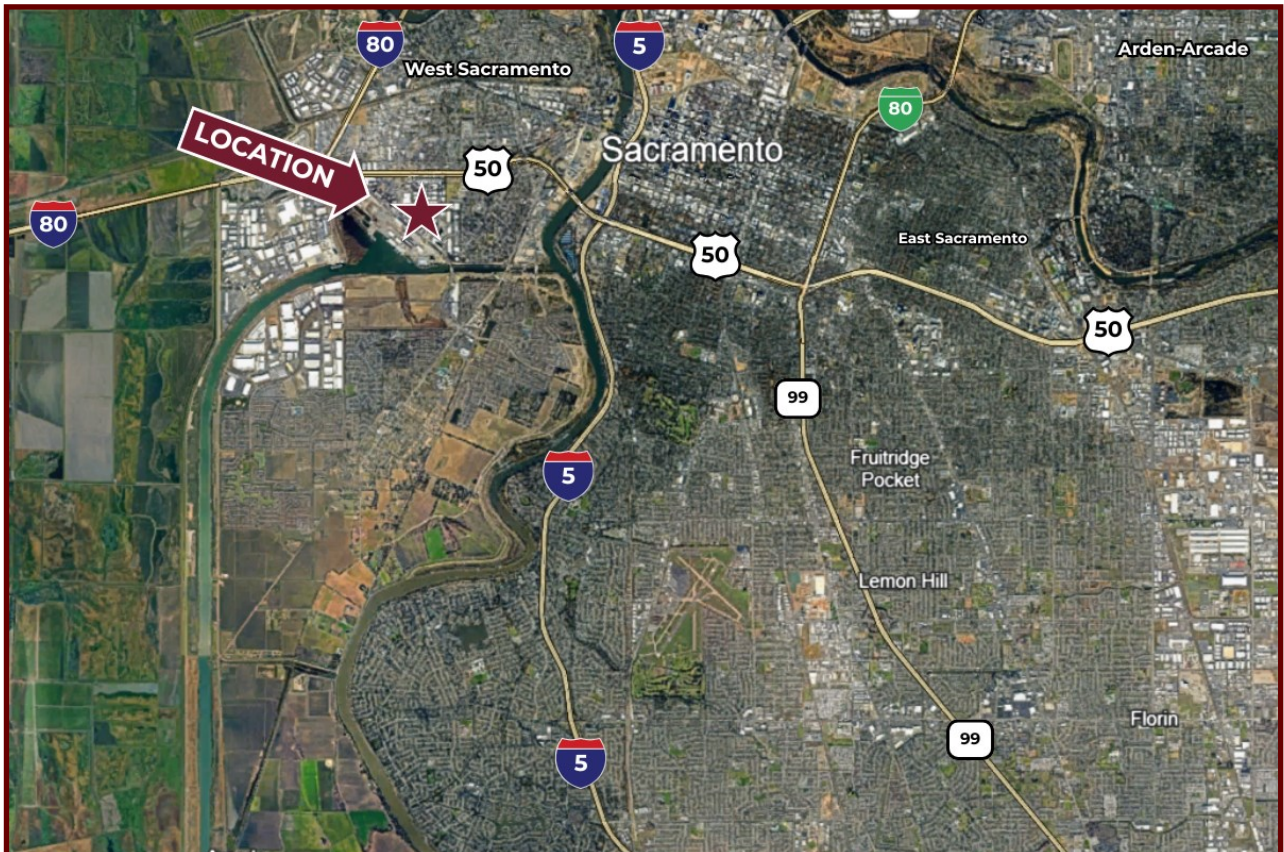 80
5
Arden-Arcade
West Sacramento
80
LOCATION
Sacramento
50
80
East Sacramento
50
50
99
Fruitridge
Pocket
5
Lemon Hill
Florin
99
5